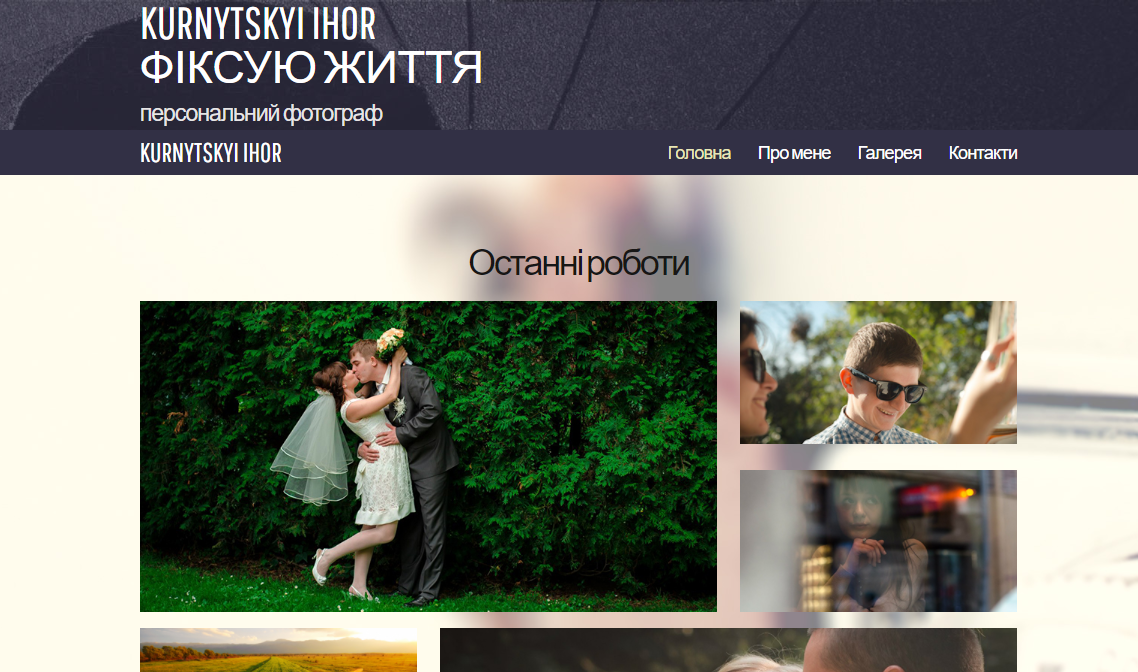 KURNYTSKYI IHOR
ФІКСУЮ ЖИТТЯ
персональний фотограф
KURNYTSKYI IHOR
Головна Про мене Галерея Контакти
Останні роботи